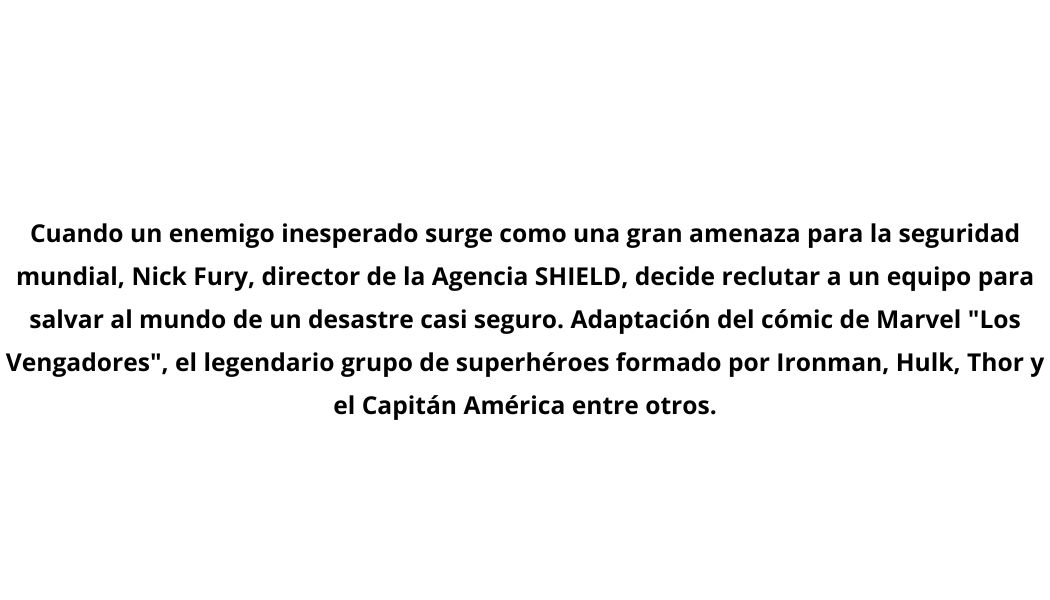 Cuando un enemigo inesperado surge como una gran amenaza para la seguridad
mundial, Nick Fury, director de la Agencia SHIELD, decide reclutar a un equipo para
salvar al mundo de un desastre casi seguro. Adaptación del cómic de Marvel "Los
Vengadores", el legendario grupo de superhéroes formado por Ironman, Hulk, Thor y
el Capitán América entre otros.